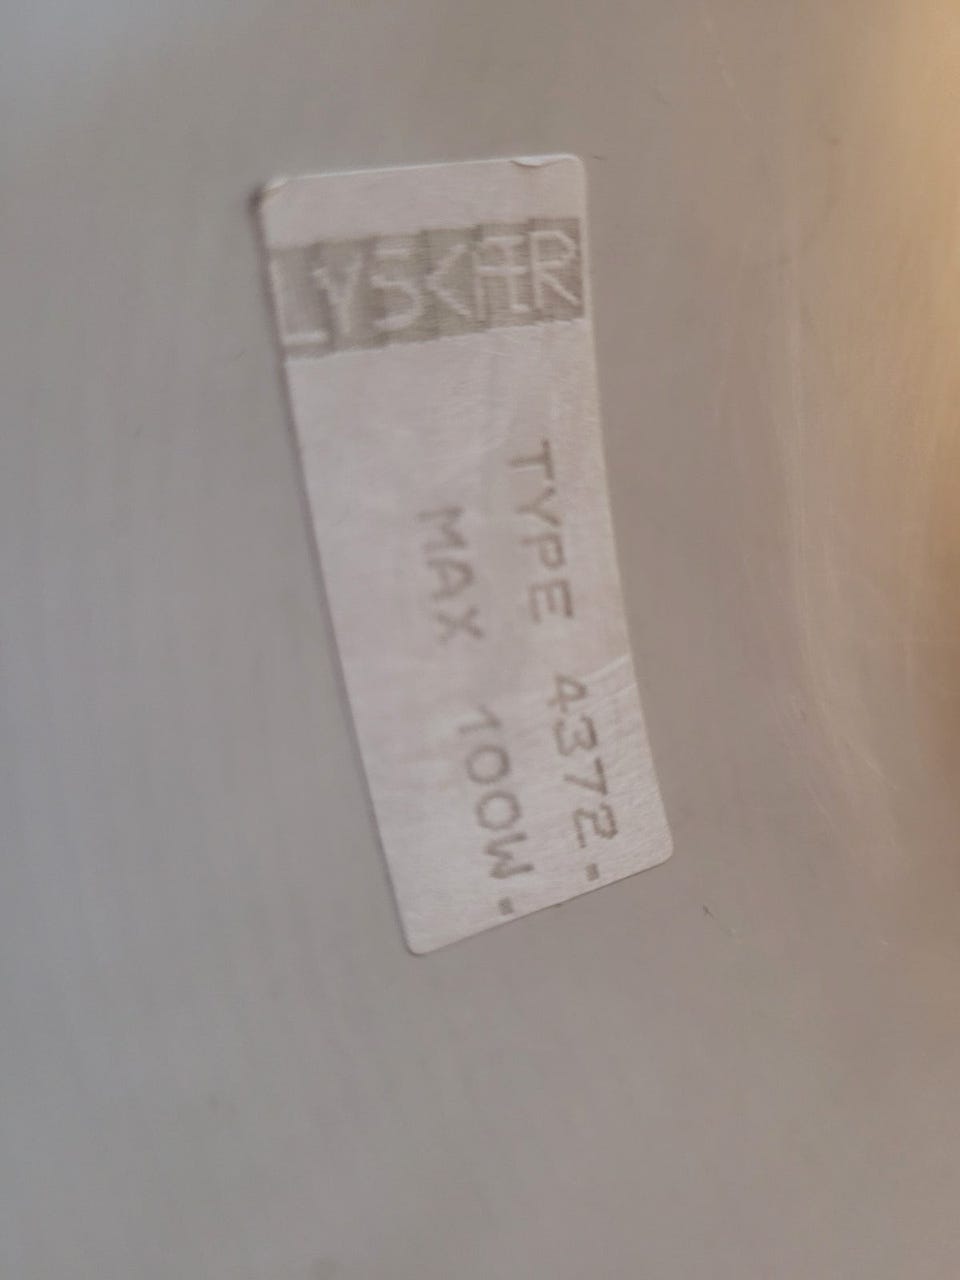 LYSKÆR
TYPE 4372.
MAX 100W.